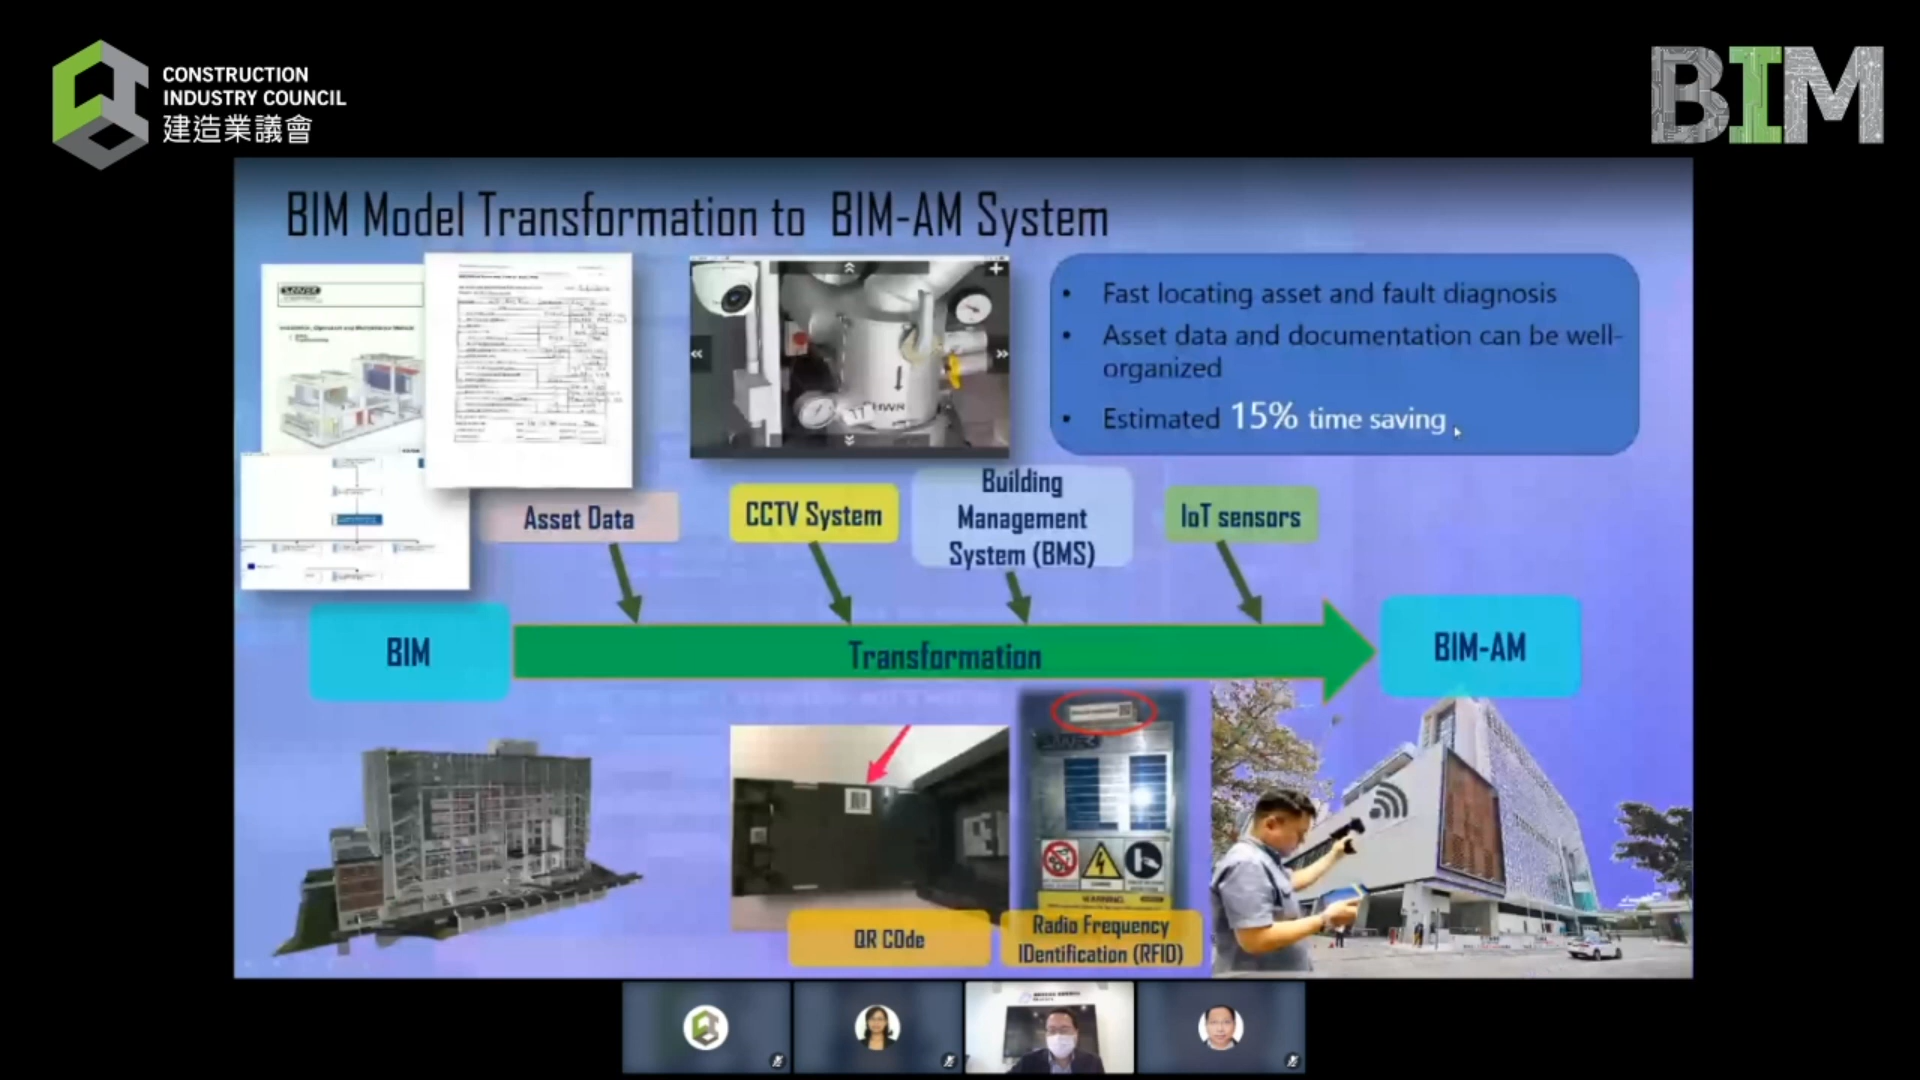 CONSTRUCTION
INDUSTRY COUNCIL
建造業議會
BIM
BIM Model Transformation to BIM-AM System
• Fast locating asset and fault diagnosis
• Asset data and documentation can be well-
organized
• Estimated 15% time saving
Asset Data
CCTV System
Building
Management
System (BMS)
IoT sensors
BIM
Transformation
BIM-AM
WARNING
QR COde
Radio Frequency
IDentification (RFID)